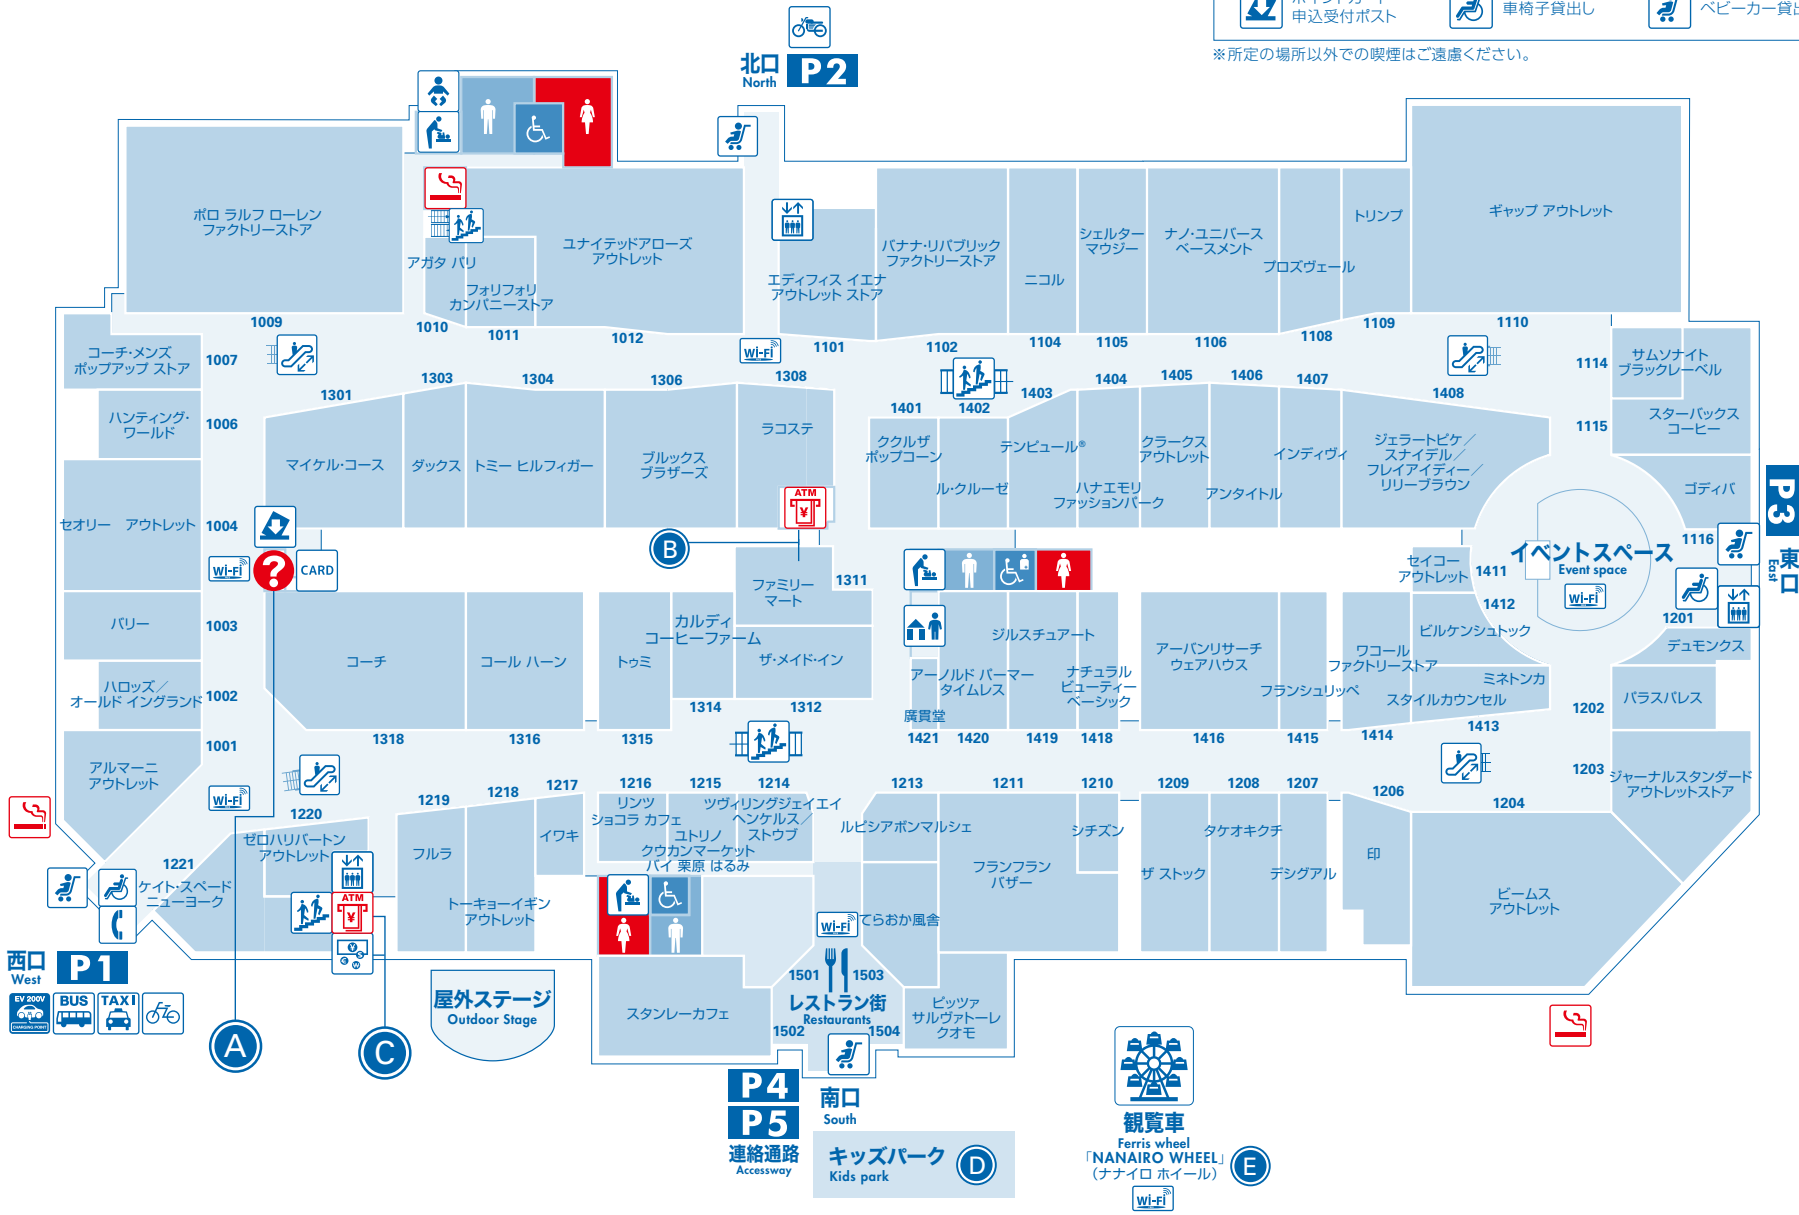 ポイントカード
申込受付ポスト
車椅子貸出し
ベビーカー貸出
※所定の場所以外での喫煙はご遠慮ください。
北口
North
P2
ポロ ラルフ ローレン
ファクトリーストア
アガタ パリ
フォリフォリ
カンパニーストア
ユナイテッドアローズ
アウトレット
エディフィス イエナ
アウトレット ストア
バナナ・リパブリック
ファクトリーストア
ニコル
シェルター
マウジー
ナノ・ユニバース
ベースメント
プロズヴェール
トリンプ
ギャップ アウトレット
1009
1010
1011
1012
1101
1102
1104
1105
1106
1108
1109
1110
Wi-Fi
コーチ・メンズ
ポップアップ ストア
1007
ハンティング・
ワールド
1006
セオリー アウトレット
1004
バリー
1003
ハロッズ／
オールド イングランド
1002
アルマーニ
アウトレット
1001
1301
1303
1304
1306
1308
マイケル・コース
ダックス
トミー ヒルフィガー
ブルックス
ブラザーズ
ラコステ
ATM
¥
B
1401
1402
1403
1404
1405
1406
1407
1408
ククルザ
ポップコーン
ル・クルーゼ
テンピュール®
ハナエモリ
ファッションパーク
クラークス
アウトレット
アンタイトル
インディヴィ
ジェラートピケ／
スナイデル／
フレイアイディー／
リリーブラウン
1114
サムソナイト
ブラックレーベル
1115
スターバックス
コーヒー
ゴディバ
1116
P3
東口
East
イベントスペース
Event space
Wi-Fi
セイコー
アウトレット
1411
1412
ビルケンシュトック
1201
デュモンクス
Wi-Fi
?
CARD
コーチ
コール ハーン
トゥミ
カルディ
コーヒーファーム
ファミリー
マート
1311
ザ・メイド・イン
1318
1316
1315
1314
1312
ジルスチュアート
アーノルド パーマー
タイムレス
廣貫堂
ナチュラル
ビューティー
ベーシック
アーバンリサーチ
ウェアハウス
フランシュリッペ
ワコール
ファクトリーストア
ミネトンカ
スタイルカウンセル
1421
1420
1419
1418
1416
1415
1414
1413
1202
パラスパレス
1203
ジャーナルスタンダード
アウトレットストア
Wi-Fi
1220
1219
1218
1217
1216
1215
1214
1213
1211
1210
1209
1208
1207
1206
1204
1221
ケイト・スペード
ニューヨーク
ゼロハリバートン
アウトレット
ATM
¥
¥
$
€
W
フルラ
トーキョーイギン
アウトレット
イワキ
リンツ
ショコラ カフェ
ユトリノ
クウカンマーケット
バイ 栗原 はるみ
ツヴィリングジェイエイ
ヘンケルス／
ストウブ
ルピシアボンマルシェ
フランフラン
バザー
シチズン
ザ ストック
タケオキクチ
デシグアル
印
ビームス
アウトレット
Wi-Fi
てらおか風舎
1501
1503
レストラン街
Restaurants
1502
1504
スタンレーカフェ
ピッツァ
サルヴァトーレ
クオモ
西口
West
P1
EV 200V
CHARGING POINT
BUS
TAXI
A
C
屋外ステージ
Outdoor Stage
P4
P5
連絡通路
Accessway
南口
South
キッズパーク
Kids park
D
観覧車
Ferris wheel
「NANAIRO WHEEL」
（ナナイロ ホイール）
E
Wi-Fi